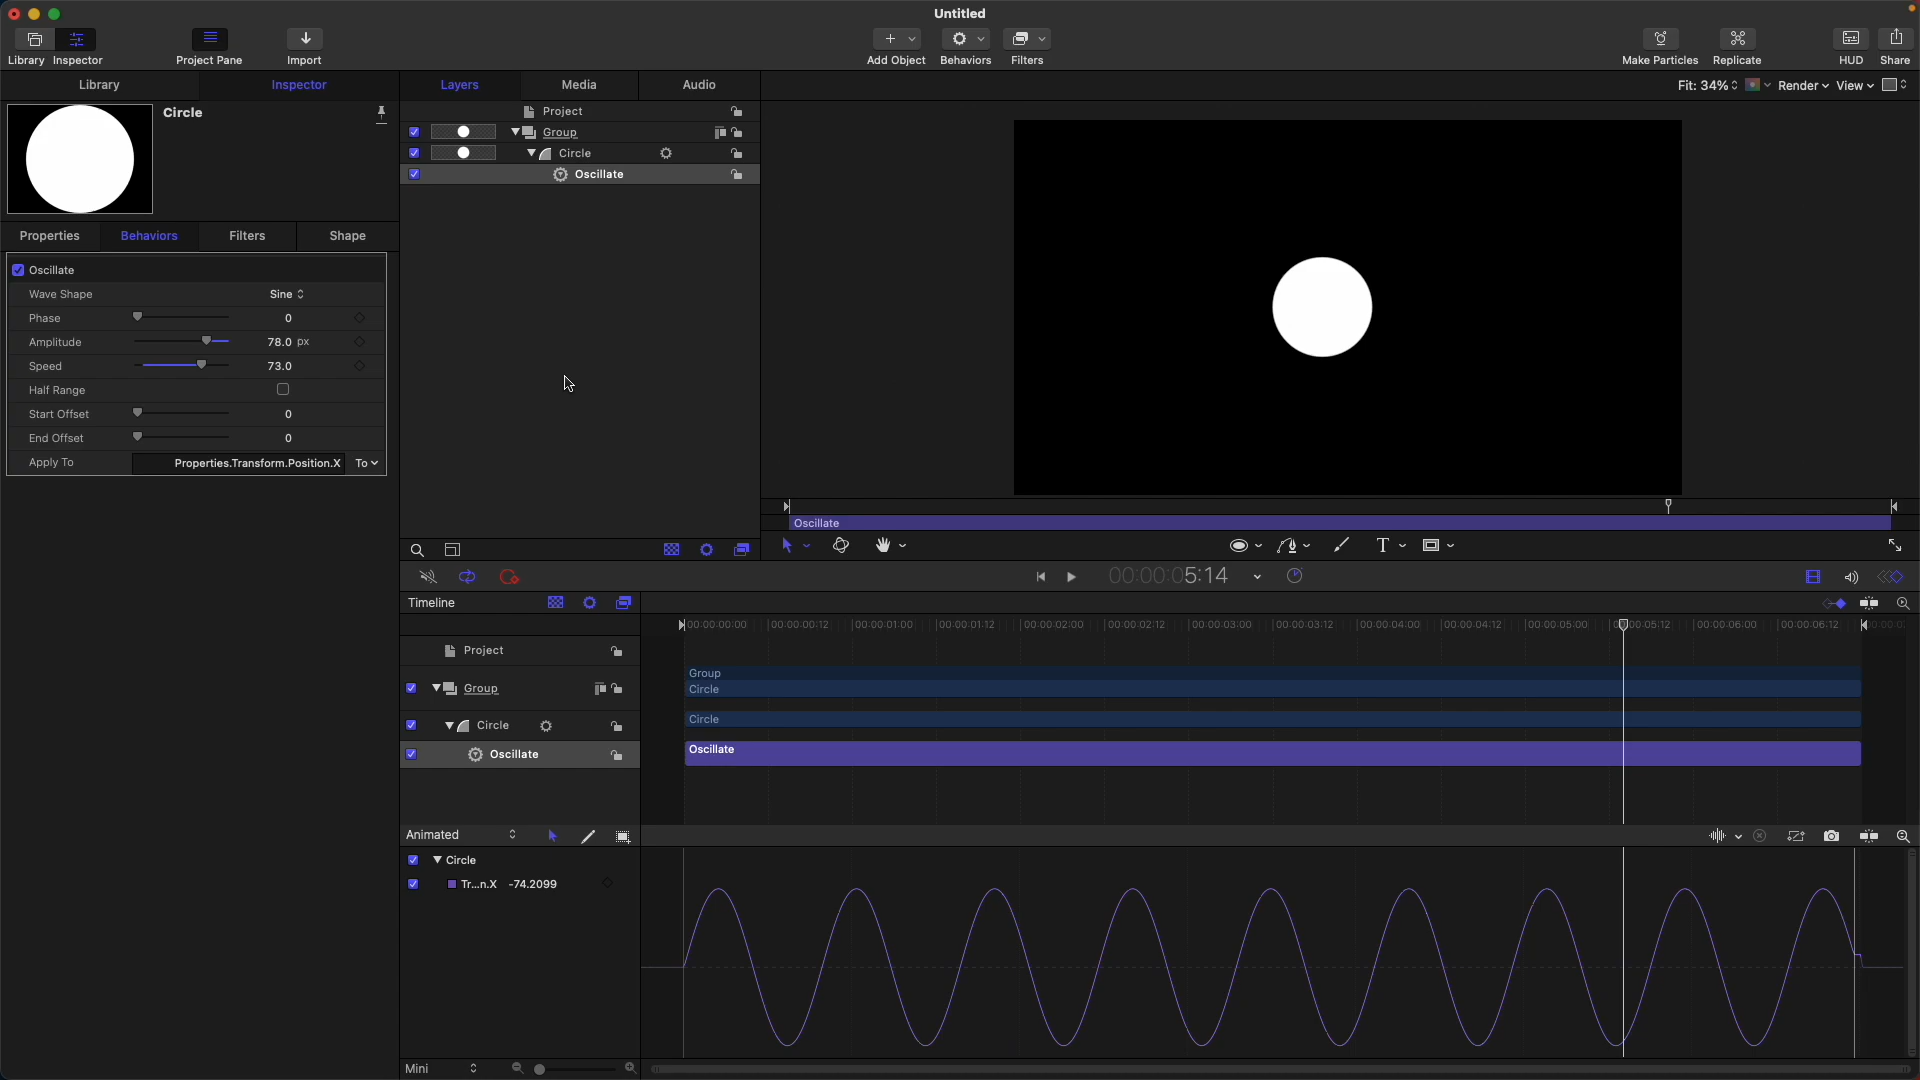 Untitled
Library Inspector Project Pane Import Add Object Behaviors Filters Make Particles Replicate HUD Share
Library Inspector Layers Media Audio Fit: 34% Render View
Circle
Project
Group
Circle
Oscillate
Properties Behaviors Filters Shape
Oscillate
Wave Shape Sine
Phase 0
Amplitude 78.0 px
Speed 73.0
Half Range
Start Offset 0
End Offset 0
Apply To Properties.Transform.Position.X To
Oscillate
T
00:00:05:14
Timeline
00:00:00:00 00:00:00:12 00:00:01:00 00:00:01:12 00:00:02:00 00:00:02:12 00:00:03:00 00:00:03:12 00:00:04:00 00:00:04:12 00:00:05:00 00:05:12 00:00:06:00 00:00:06:12
Project
Group
Group
Circle
Circle
Circle
Oscillate
Oscillate
Animated
Circle
Tr...n.X -74.2099
Mini